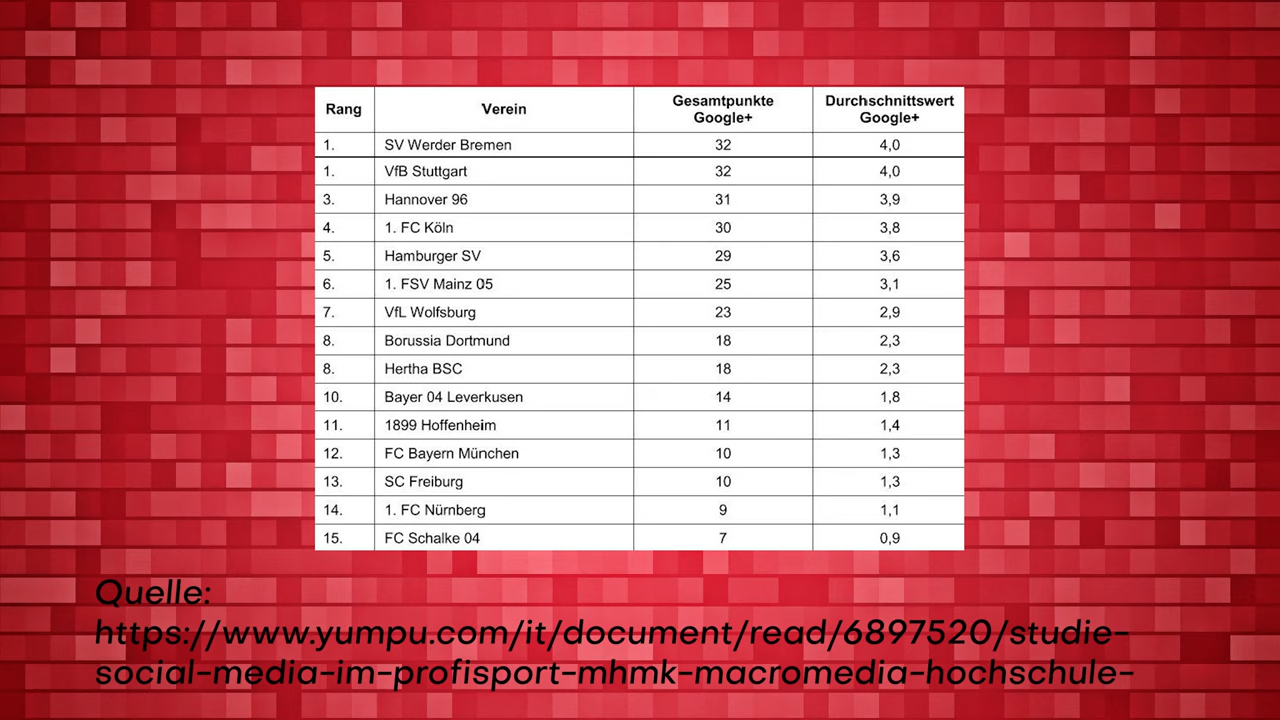 Rang Verein Gesamtpunkte Google+ Durchschnittswert Google+
1. SV Werder Bremen 32 4,0
1. VfB Stuttgart 32 4,0
3. Hannover 96 31 3,9
4. 1. FC Köln 30 3,8
5. Hamburger SV 29 3,6
6. 1. FSV Mainz 05 25 3,1
7. VfL Wolfsburg 23 2,9
8. Borussia Dortmund 18 2,3
8. Hertha BSC 18 2,3
10. Bayer 04 Leverkusen 14 1,8
11. 1899 Hoffenheim 11 1,4
12. FC Bayern München 10 1,3
13. SC Freiburg 10 1,3
14. 1. FC Nürnberg 9 1,1
15. FC Schalke 04 7 0,9
Quelle:
https://www.yumpu.com/it/document/read/6897520/studie-
social-media-im-profisport-mhmk-macromedia-hochschule-